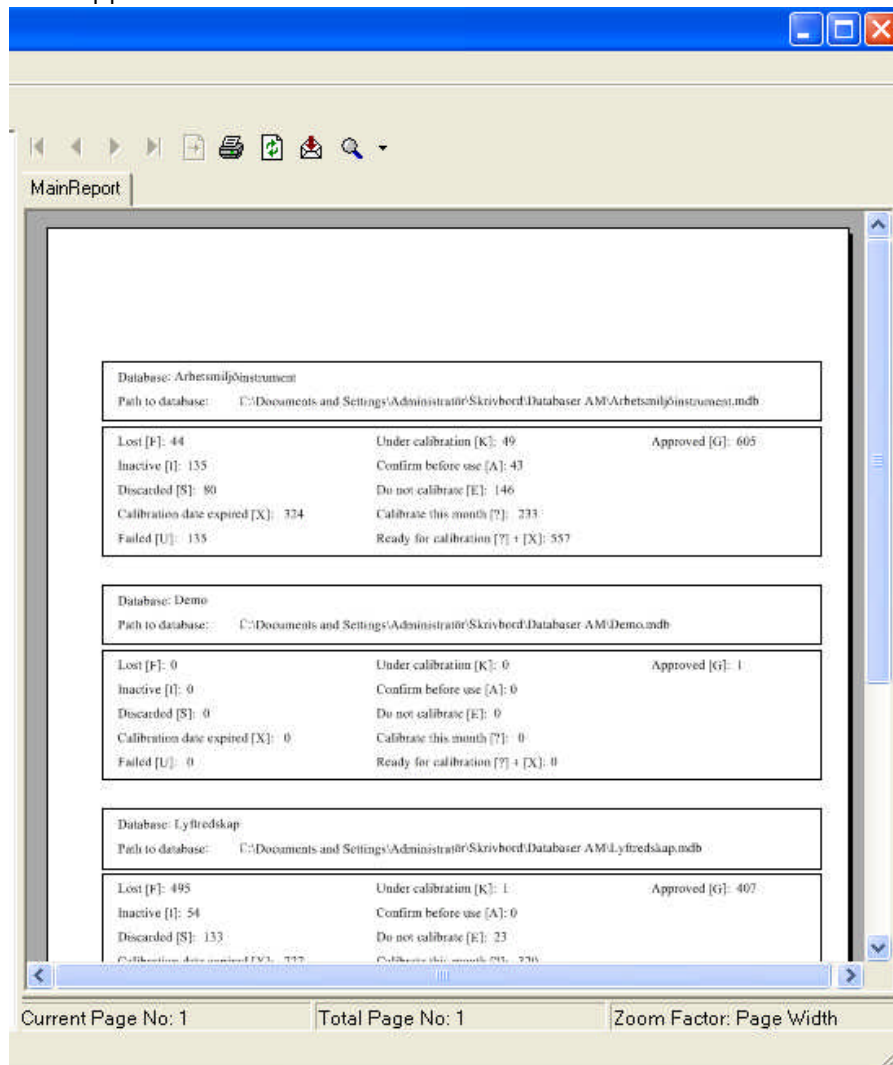 MainReport
Database: Arbetsmiljöinstrument
Path to database: C:\Documents and Settings\Administratör\Skrivbord\Databaser AM\Arbetsmiljöinstrument.mdb
Lost [F]: 44 Under calibration [K]: 49 Approved [G]: 605
Inactive [I]: 135 Confirm before use [A]: 43
Discarded [S]: 80 Do not calibrate [E]: 146
Calibration date expired [X]: 324 Calibrate this month [?]: 233
Failed [U]: 135 Ready for calibration [?] + [X]: 557
Database: Demo
Path to database: C:\Documents and Settings\Administratör\Skrivbord\Databaser AM\Demo.mdb
Lost [F]: 0 Under calibration [K]: 0 Approved [G]: 1
Inactive [I]: 0 Confirm before use [A]: 0
Discarded [S]: 0 Do not calibrate [E]: 0
Calibration date expired [X]: 0 Calibrate this month [?]: 0
Failed [U]: 0 Ready for calibration [?] + [X]: 0
Database: Lyftredskap
Path to database: C:\Documents and Settings\Administratör\Skrivbord\Databaser AM\Lyftredskap.mdb
Lost [F]: 495 Under calibration [K]: 1 Approved [G]: 407
Inactive [I]: 54 Confirm before use [A]: 0
Discarded [S]: 133 Do not calibrate [E]: 23
Calibration date expired [X]: Calibrate this month [?]:
Current Page No: 1 Total Page No: 1 Zoom Factor: Page Width